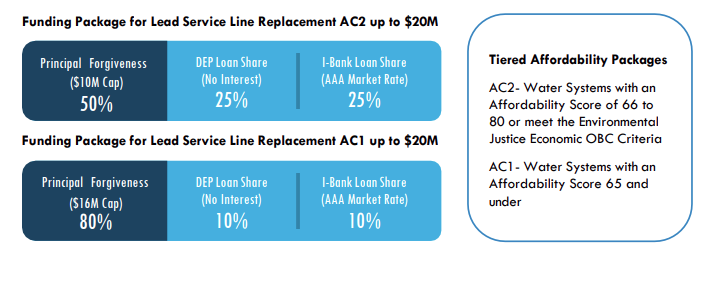 Funding Package for Lead Service Line Replacement AC2 up to $20M
Principal Forgiveness
($10M Cap)
50%
DEP Loan Share
(No Interest)
25%
I-Bank Loan Share
(AAA Market Rate)
25%
Funding Package for Lead Service Line Replacement AC1 up to $20M
Principal Forgiveness
($16M Cap)
80%
DEP Loan Share
(No Interest)
10%
I-Bank Loan Share
(AAA Market Rate)
10%
Tiered Affordability Packages
AC2- Water Systems with an
Affordability Score of 66 to
80 or meet the Environmental
Justice Economic OBC Criteria
AC1- Water Systems with an
Affordability Score 65 and
under